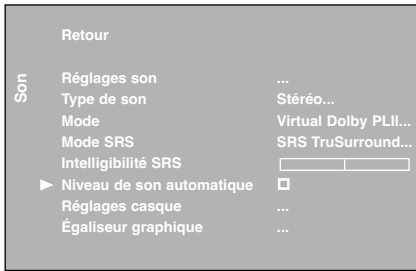 Retour
Son
Réglages son ...
Type de son Stéréo...
Mode Virtual Dolby PLII...
Mode SRS SRS TruSurround...
Intelligibilité SRS
Niveau de son automatique
Réglages casque ...
Égaliseur graphique ...